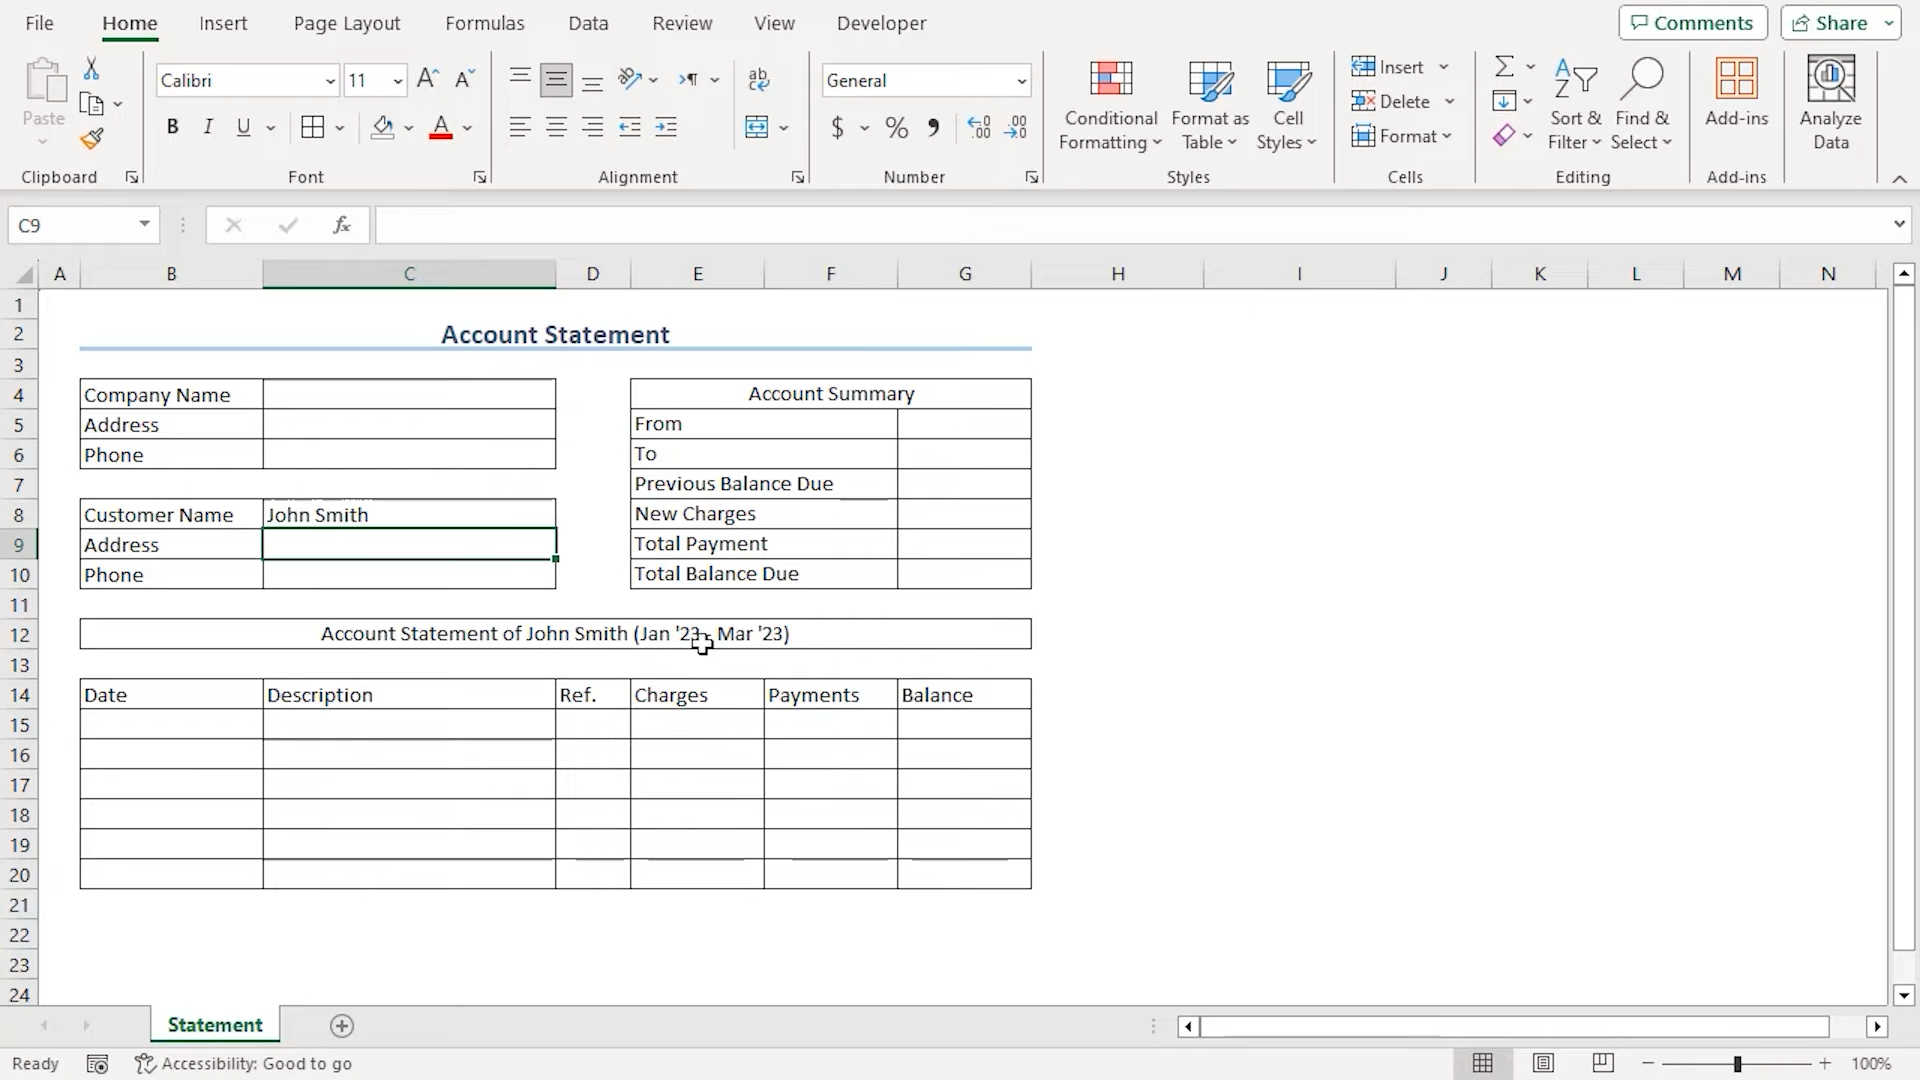 File Home Insert Page Layout Formulas Data Review View Developer Comments Share
Paste
Clipboard
Calibri 11
B I U A
Font
ab
Alignment
General
$ % 9 .00
Number
Conditional Formatting
Format as Table
Cell Styles
Styles
Insert
Delete
Format
Cells
Sort & Filter
Find & Select
Editing
Add-ins
Add-ins
Analyze Data
C9 fx
A B C D E F G H I J K L M N
1
2 Account Statement
3
4 Company Name Account Summary
5 Address From
6 Phone To
7 Previous Balance Due
8 Customer Name John Smith New Charges
9 Address Total Payment
10 Phone Total Balance Due
11
12 Account Statement of John Smith (Jan '23 - Mar '23)
13
14 Date Description Ref. Charges Payments Balance
15
16
17
18
19
20
21
22
23
24
Statement
Ready Accessibility: Good to go 100%